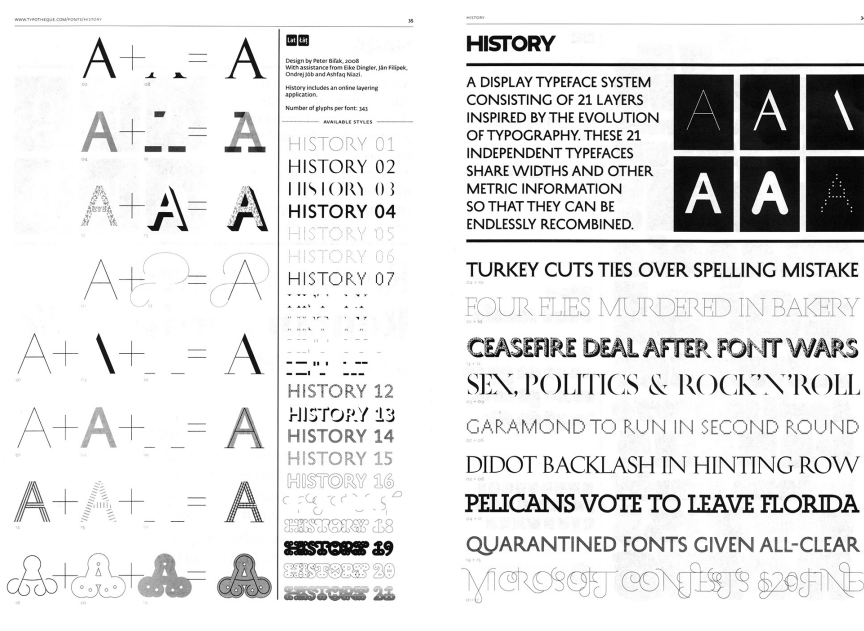 WWW.TYPOTHEQUE.COM/FONTS/HISTORY
35
Lat Łăţ
Design by Peter Biľak, 2008
With assistance from Eike Dingler, Ján Filípek,
Ondrej Jób and Ashfaq Niazi.
History includes an online layering
application.
Number of glyphs per font: 343
AVAILABLE STYLES
HISTORY 01
HISTORY 02
HISTORY 03
HISTORY 04
HISTORY 05
HISTORY 06
HISTORY 07
HISTORY 12
HISTORY 13
HISTORY 14
HISTORY 15
HISTORY 16
HISTORY 18
HISTORY 19
HISTORY 20
HISTORY 21
A + = A
A + = A
A + A = A
A + = A
A + \ + = A
A + A + = A
A + A + = A
A + A + A = A
HISTORY
HISTORY
A DISPLAY TYPEFACE SYSTEM
CONSISTING OF 21 LAYERS
INSPIRED BY THE EVOLUTION
OF TYPOGRAPHY. THESE 21
INDEPENDENT TYPEFACES
SHARE WIDTHS AND OTHER
METRIC INFORMATION
SO THAT THEY CAN BE
ENDLESSLY RECOMBINED.
A A \
A A A
TURKEY CUTS TIES OVER SPELLING MISTAKE
FOUR FLIES MURDERED IN BAKERY
CEASEFIRE DEAL AFTER FONT WARS
SEX, POLITICS & ROCK'N'ROLL
GARAMOND TO RUN IN SECOND ROUND
DIDOT BACKLASH IN HINTING ROW
PELICANS VOTE TO LEAVE FLORIDA
QUARANTINED FONTS GIVEN ALL-CLEAR
MICROSOFT CONTESTS $20 FINE